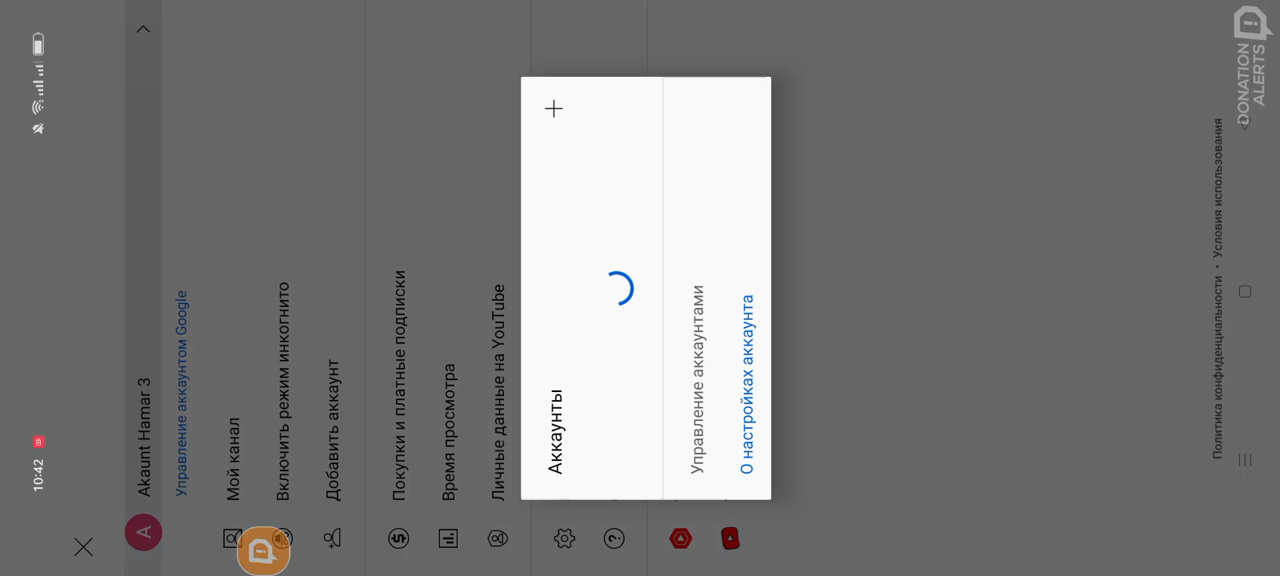 10:42
Akaunt Hamar 3
A
Управление аккаунтом Google
Мой канал
Включить режим инкогнито
Добавить аккаунт
Покупки и платные подписки
Время просмотра
Личные данные на YouTube
Аккаунты
Управление аккаунтами
О настройках аккаунта
Политика конфиденциальности • Условия использования
DONATION
ALERTS